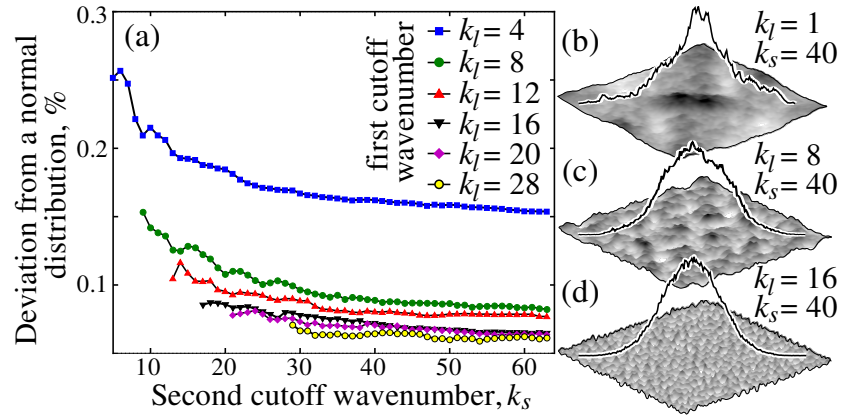 0.3
0.2
0.1
Deviation from a normal
distribution, %
(a)
first cutoff
wavenumber
k_l = 4
k_l = 8
k_l = 12
k_l = 16
k_l = 20
k_l = 28
10 20 30 40 50 60
Second cutoff wavenumber, k_s
(b)
k_l = 1
k_s = 40
(c)
k_l = 8
k_s = 40
(d)
k_l = 16
k_s = 40